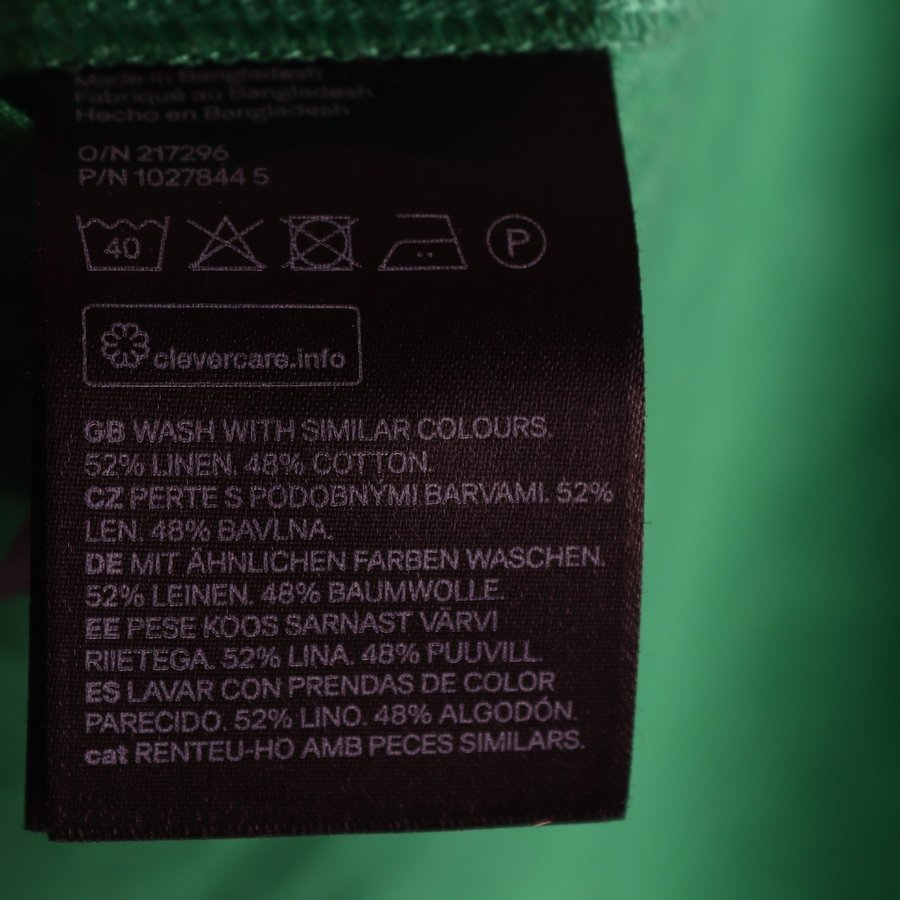 Made in Bangladesh
Fabriqué au Bangladesh
Hecho en Bangladesh
O/N 217296
P/N 1027844 5
40
P
clevercare.info
GB WASH WITH SIMILAR COLOURS.
52% LINEN. 48% COTTON.
CZ PERTE S PODOBNÝMI BARVAMI. 52%
LEN. 48% BAVLNA.
DE MIT ÄHNLICHEN FARBEN WASCHEN.
52% LEINEN. 48% BAUMWOLLE.
EE PESE KOOS SARNAST VÄRVI
RIIETEGA. 52% LINA. 48% PUUVILL.
ES LAVAR CON PRENDAS DE COLOR
PARECIDO. 52% LINO. 48% ALGODÓN.
cat RENTEU-HO AMB PECES SIMILARS.